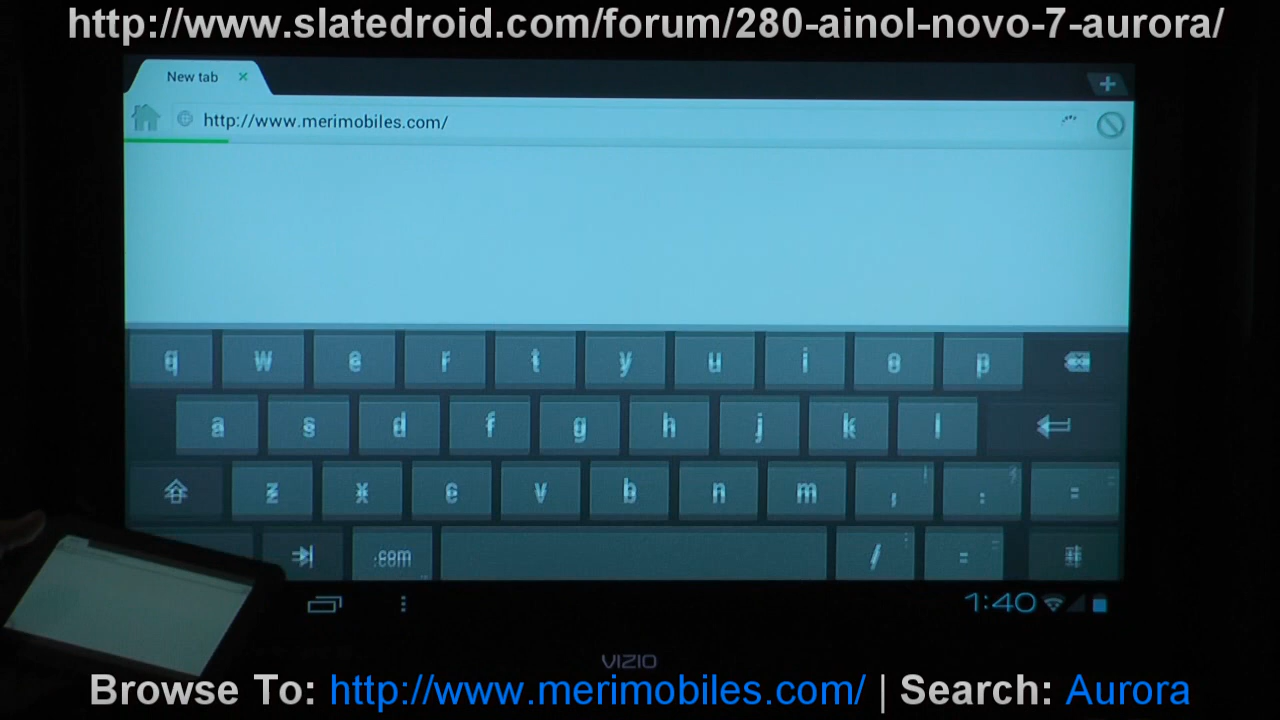 http://www.slatedroid.com/forum/280-ainol-novo-7-aurora/
New tab
http://www.merimobiles.com/
q w e r t y u i o p
a s d f g h j k l
z x c v b n m , .
.com / 
1:40
VIZIO
Browse To: http://www.merimobiles.com/ | Search: Aurora